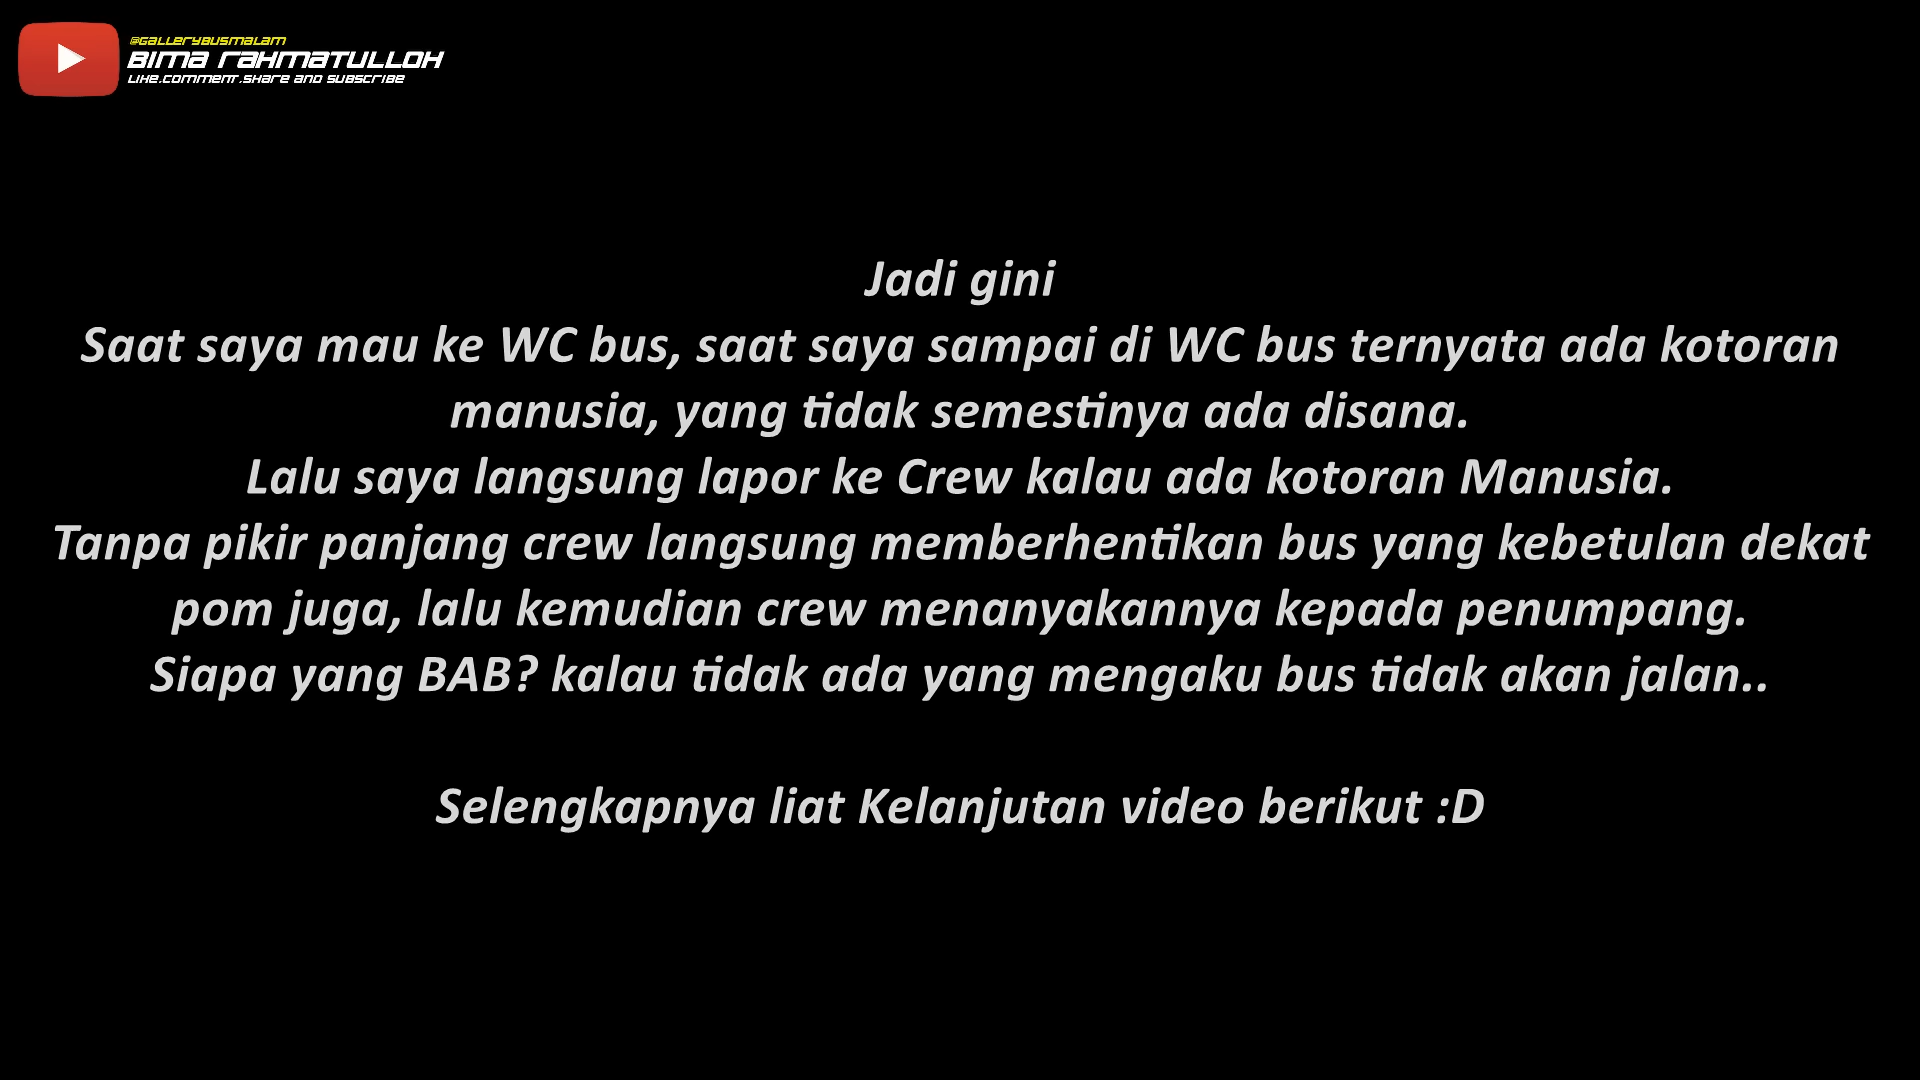 @GALLERYBUSMALAM
BIMA RAHMATULLOH
LIKE,COMMENT,SHARE AND SUBSCRIBE
Jadi gini
Saat saya mau ke WC bus, saat saya sampai di WC bus ternyata ada kotoran
manusia, yang tidak semestinya ada disana.
Lalu saya langsung lapor ke Crew kalau ada kotoran Manusia.
Tanpa pikir panjang crew langsung memberhentikan bus yang kebetulan dekat
pom juga, lalu kemudian crew menanyakannya kepada penumpang.
Siapa yang BAB? kalau tidak ada yang mengaku bus tidak akan jalan..
Selengkapnya liat Kelanjutan video berikut :D